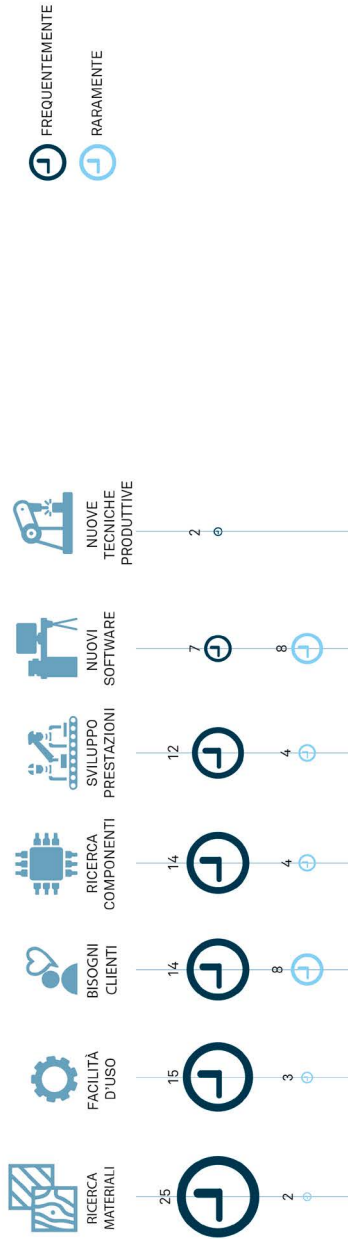 FREQUENTEMENTE
RARAMENTE
RICERCA
MATERIALI
FACILITÀ
D'USO
BISOGNI
CLIENTI
RICERCA
COMPONENTI
SVILUPPO
PRESTAZIONI
NUOVI
SOFTWARE
NUOVE
TECNICHE
PRODUTTIVE
25
15
14
14
12
7
2
2
3
8
4
4
8